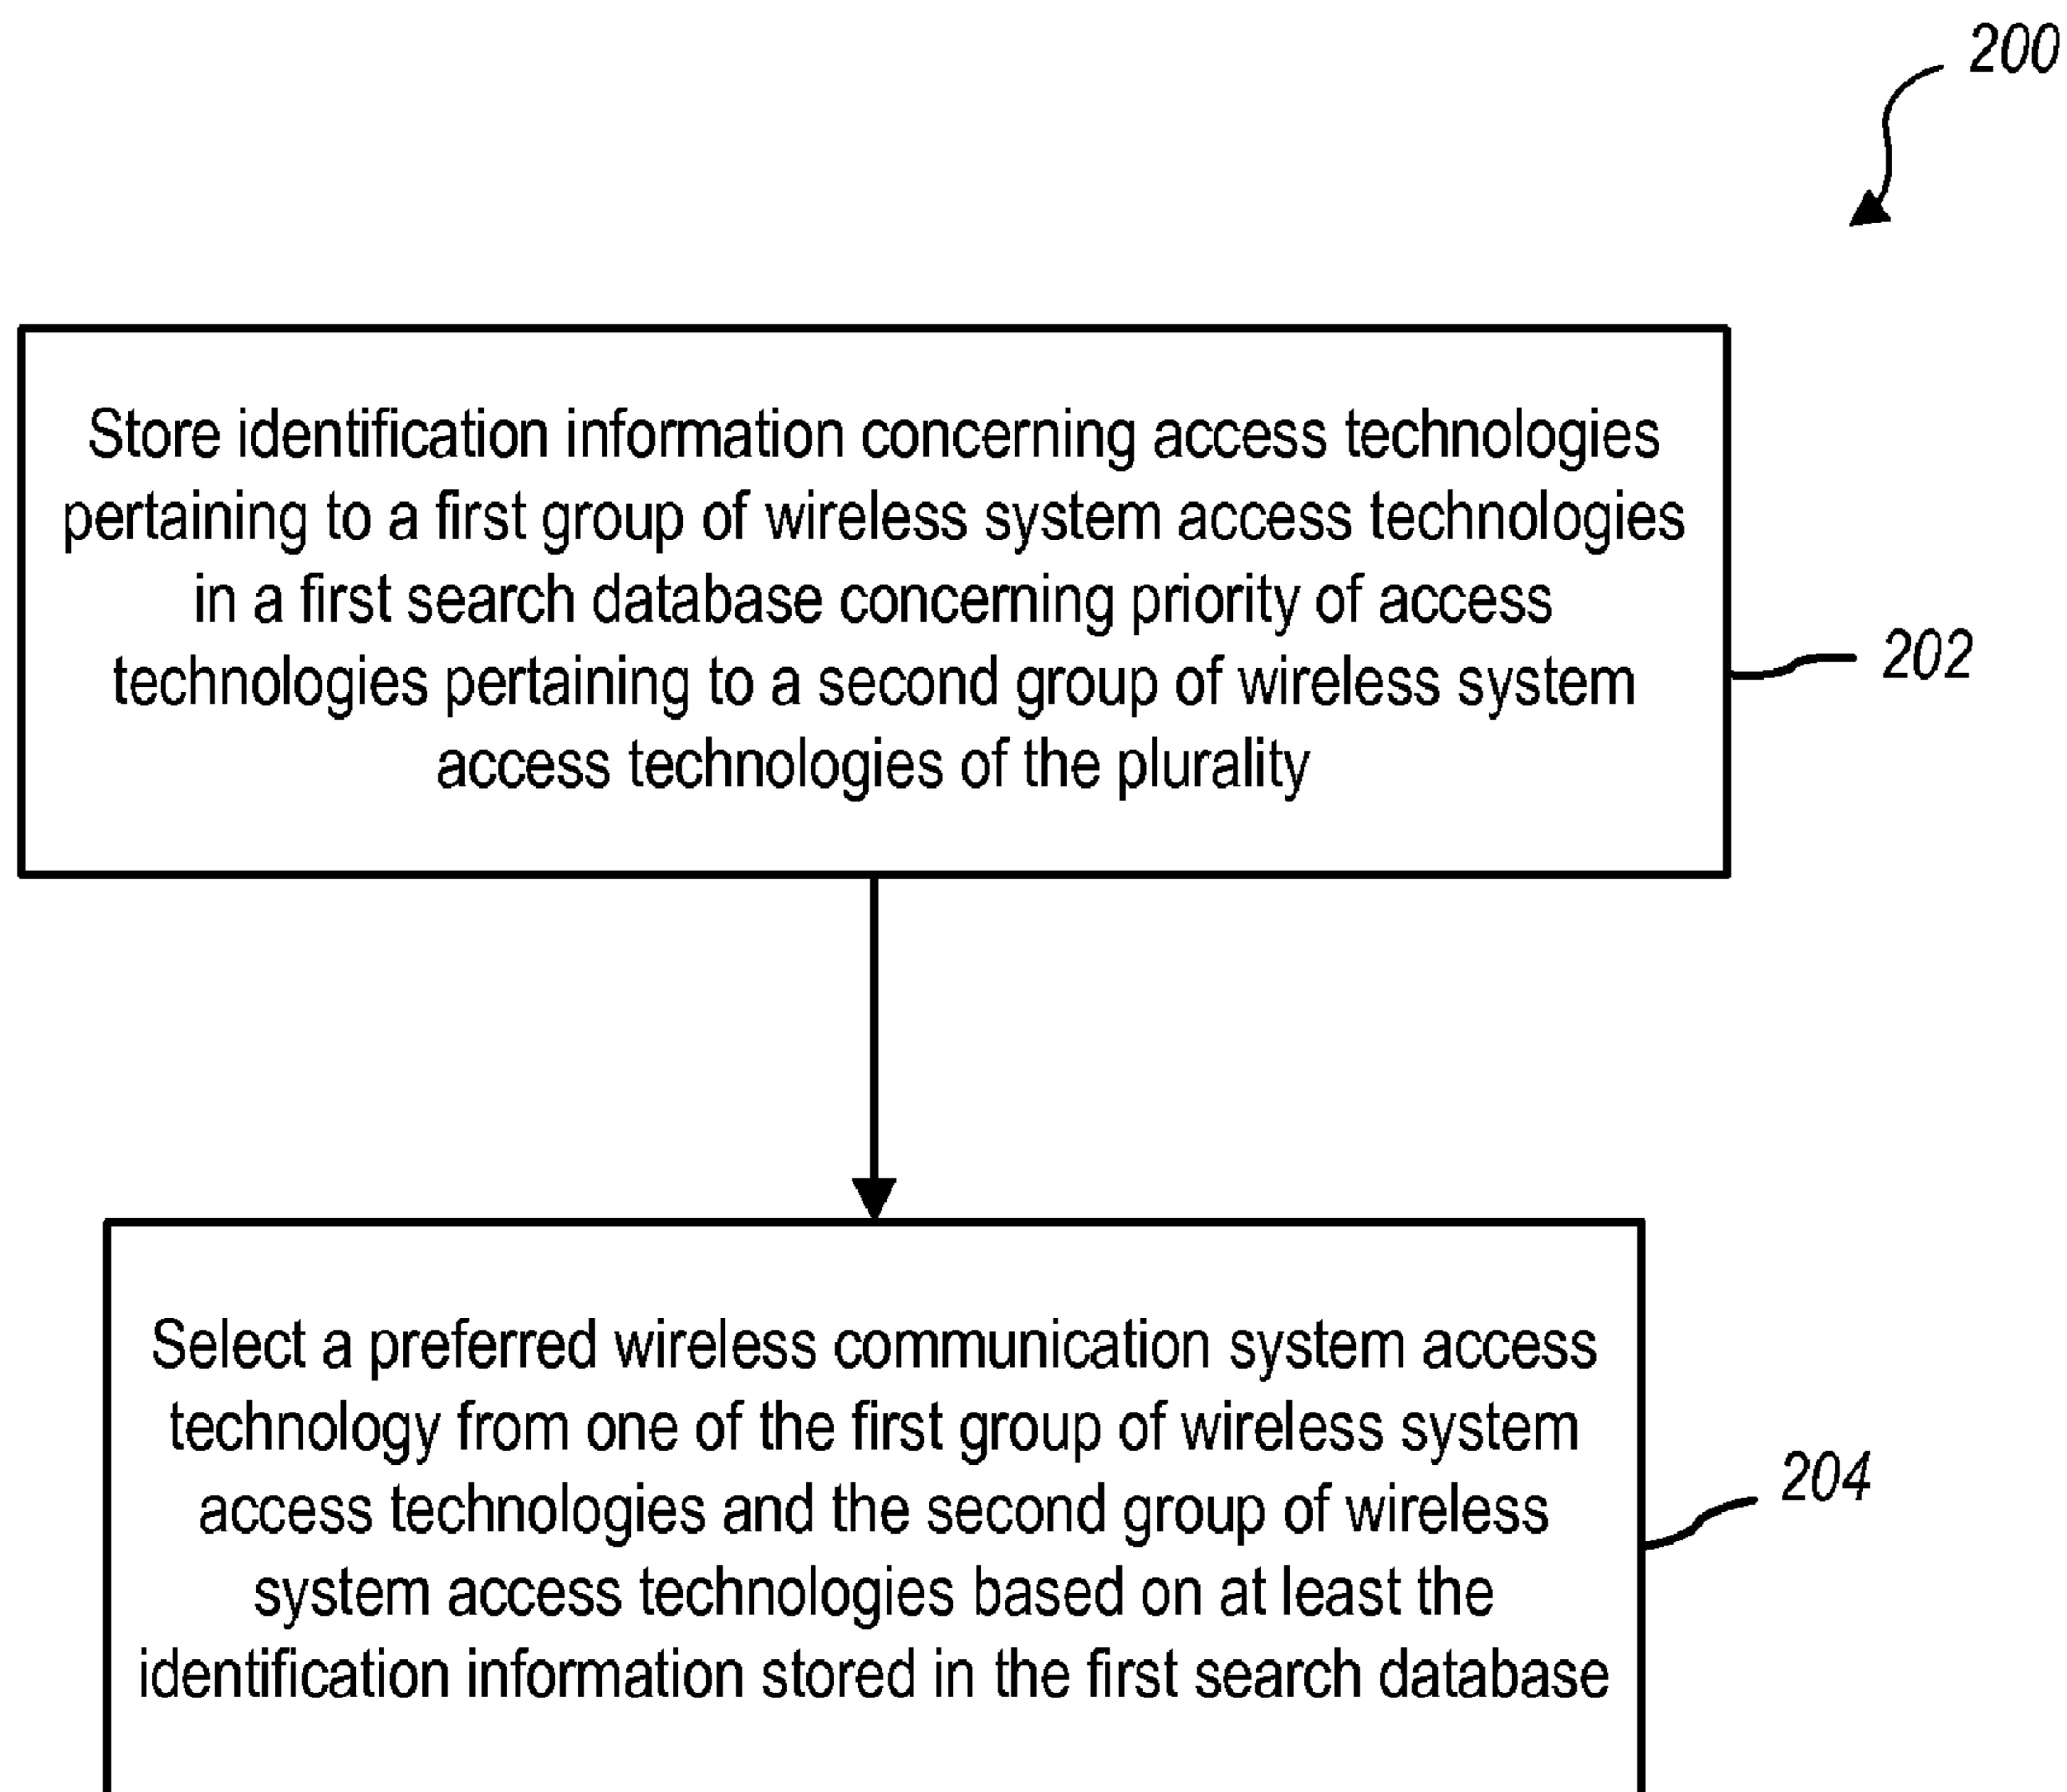 200
Store identification information concerning access technologies
pertaining to a first group of wireless system access technologies
in a first search database concerning priority of access
technologies pertaining to a second group of wireless system
access technologies of the plurality
202
Select a preferred wireless communication system access
technology from one of the first group of wireless system
access technologies and the second group of wireless
system access technologies based on at least the
identification information stored in the first search database
204